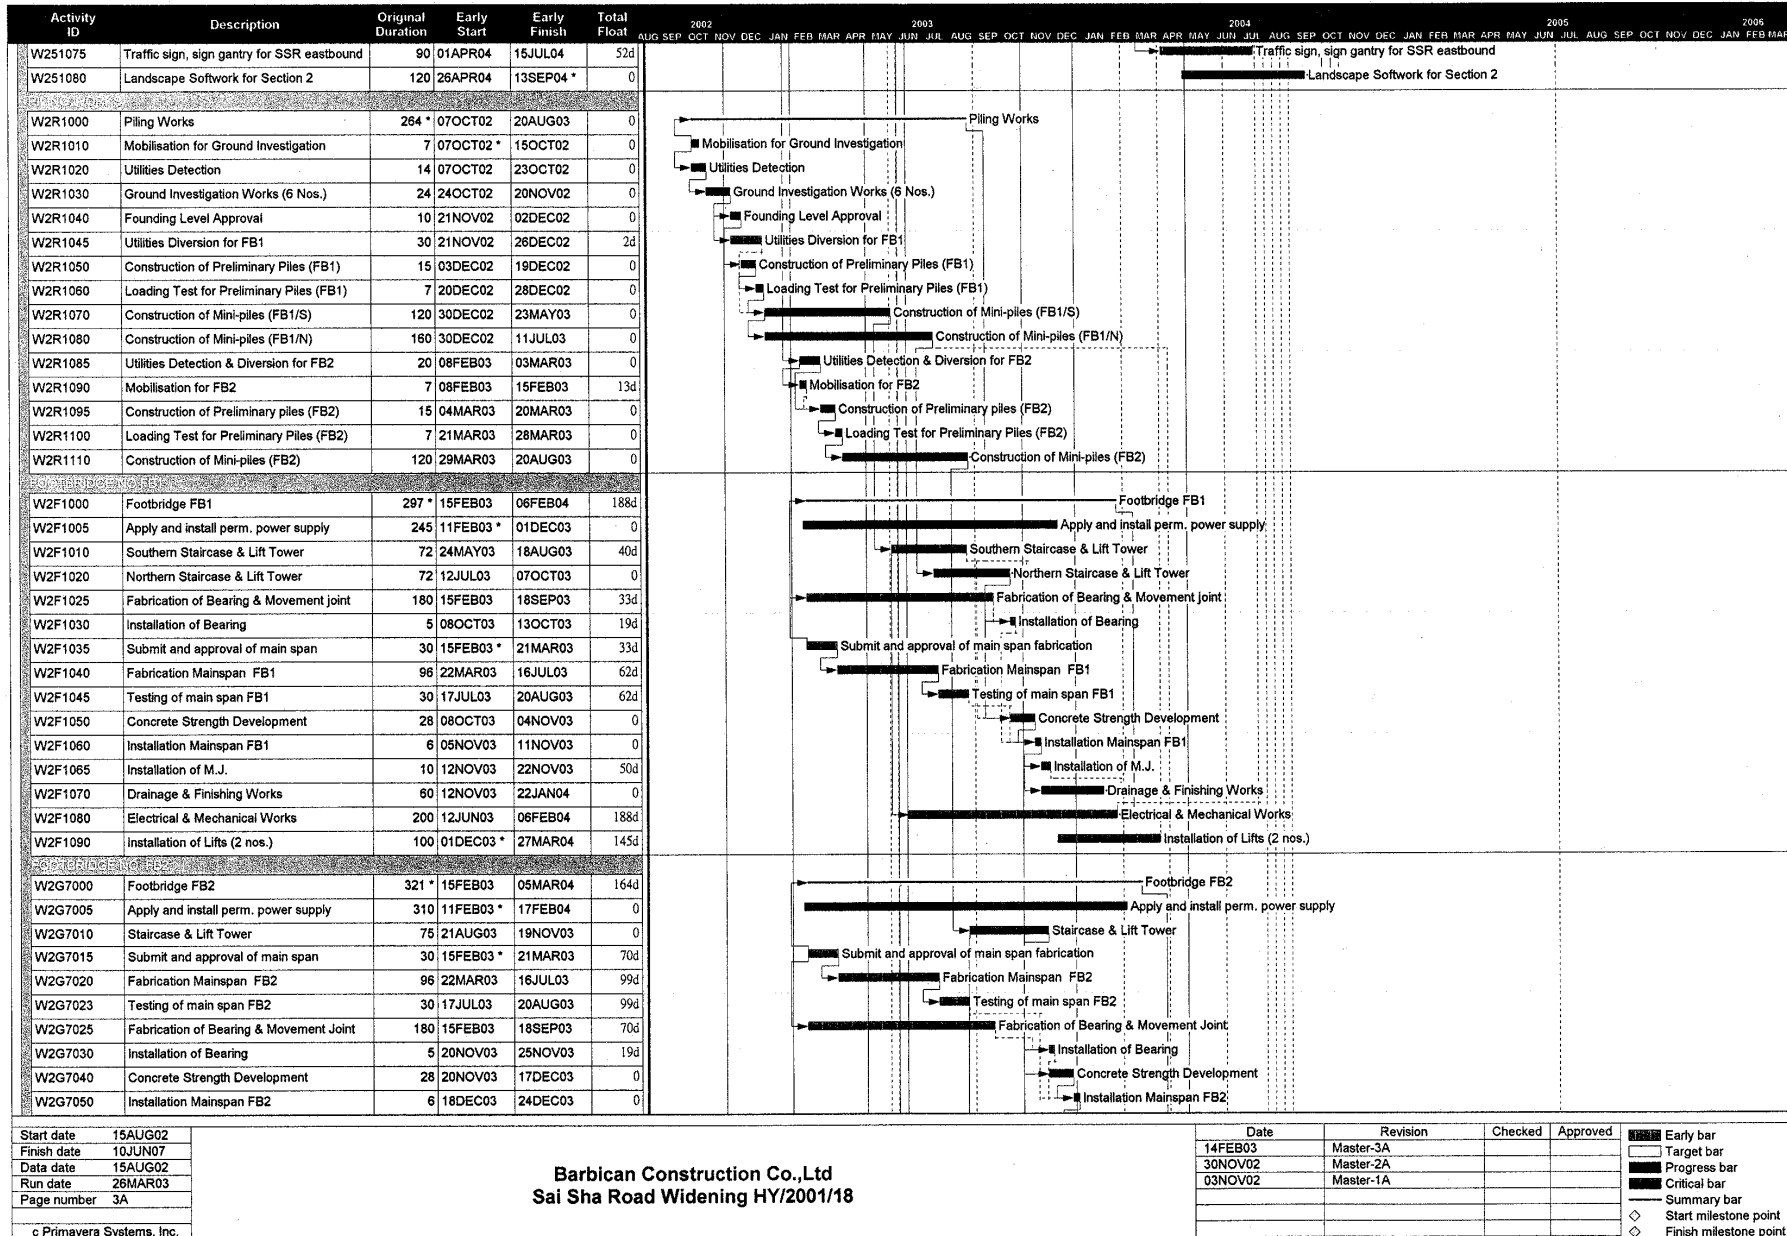 Activity ID Description Original Duration Early Start Early Finish Total Float
2002 2003 2004 2005 2006
AUG SEP OCT NOV DEC JAN FEB MAR APR MAY JUN JUL AUG SEP OCT NOV DEC JAN FEB MAR APR MAY JUN JUL AUG SEP OCT NOV DEC JAN FEB MAR APR MAY JUN JUL AUG SEP OCT NOV DEC JAN FEB MAR
W251075 Traffic sign, sign gantry for SSR eastbound 90 01APR04 15JUL04 52d Traffic sign, sign gantry for SSR eastbound
W251080 Landscape Softwork for Section 2 120 26APR04 13SEP04 * 0 Landscape Softwork for Section 2
W2R1000 Piling Works 264 * 07OCT02 20AUG03 0 Piling Works
W2R1010 Mobilisation for Ground Investigation 7 07OCT02 * 15OCT02 0 Mobilisation for Ground Investigation
W2R1020 Utilities Detection 14 07OCT02 23OCT02 0 Utilities Detection
W2R1030 Ground Investigation Works (6 Nos.) 24 24OCT02 20NOV02 0 Ground Investigation Works (6 Nos.)
W2R1040 Founding Level Approval 10 21NOV02 02DEC02 0 Founding Level Approval
W2R1045 Utilities Diversion for FB1 30 21NOV02 26DEC02 2d Utilities Diversion for FB1
W2R1050 Construction of Preliminary Piles (FB1) 15 03DEC02 19DEC02 0 Construction of Preliminary Piles (FB1)
W2R1060 Loading Test for Preliminary Piles (FB1) 7 20DEC02 28DEC02 0 Loading Test for Preliminary Piles (FB1)
W2R1070 Construction of Mini-piles (FB1/S) 120 30DEC02 23MAY03 0 Construction of Mini-piles (FB1/S)
W2R1080 Construction of Mini-piles (FB1/N) 160 30DEC02 11JUL03 0 Construction of Mini-piles (FB1/N)
W2R1085 Utilities Detection & Diversion for FB2 20 08FEB03 03MAR03 0 Utilities Detection & Diversion for FB2
W2R1090 Mobilisation for FB2 7 08FEB03 15FEB03 13d Mobilisation for FB2
W2R1095 Construction of Preliminary piles (FB2) 15 04MAR03 20MAR03 0 Construction of Preliminary piles (FB2)
W2R1100 Loading Test for Preliminary Piles (FB2) 7 21MAR03 28MAR03 0 Loading Test for Preliminary Piles (FB2)
W2R1110 Construction of Mini-piles (FB2) 120 29MAR03 20AUG03 0 Construction of Mini-piles (FB2)
FOOTBRIDGE NO. FB1
W2F1000 Footbridge FB1 297 * 15FEB03 06FEB04 188d Footbridge FB1
W2F1005 Apply and install perm. power supply 245 11FEB03 * 01DEC03 0 Apply and install perm. power supply
W2F1010 Southern Staircase & Lift Tower 72 24MAY03 18AUG03 40d Southern Staircase & Lift Tower
W2F1020 Northern Staircase & Lift Tower 72 12JUL03 07OCT03 0 Northern Staircase & Lift Tower
W2F1025 Fabrication of Bearing & Movement joint 180 15FEB03 18SEP03 33d Fabrication of Bearing & Movement joint
W2F1030 Installation of Bearing 5 08OCT03 13OCT03 19d Installation of Bearing
W2F1035 Submit and approval of main span 30 15FEB03 * 21MAR03 33d Submit and approval of main span fabrication
W2F1040 Fabrication Mainspan FB1 96 22MAR03 16JUL03 62d Fabrication Mainspan FB1
W2F1045 Testing of main span FB1 30 17JUL03 20AUG03 62d Testing of main span FB1
W2F1050 Concrete Strength Development 28 08OCT03 04NOV03 0 Concrete Strength Development
W2F1060 Installation Mainspan FB1 6 05NOV03 11NOV03 0 Installation Mainspan FB1
W2F1065 Installation of M.J. 10 12NOV03 22NOV03 50d Installation of M.J.
W2F1070 Drainage & Finishing Works 60 12NOV03 22JAN04 0 Drainage & Finishing Works
W2F1080 Electrical & Mechanical Works 200 12JUN03 06FEB04 188d Electrical & Mechanical Works
W2F1090 Installation of Lifts (2 nos.) 100 01DEC03 * 27MAR04 145d Installation of Lifts (2 nos.)
FOOTBRIDGE NO. FB2
W2G7000 Footbridge FB2 321 * 15FEB03 05MAR04 164d Footbridge FB2
W2G7005 Apply and install perm. power supply 310 11FEB03 * 17FEB04 0 Apply and install perm. power supply
W2G7010 Staircase & Lift Tower 75 21AUG03 19NOV03 0 Staircase & Lift Tower
W2G7015 Submit and approval of main span 30 15FEB03 * 21MAR03 70d Submit and approval of main span fabrication
W2G7020 Fabrication Mainspan FB2 96 22MAR03 16JUL03 99d Fabrication Mainspan FB2
W2G7023 Testing of main span FB2 30 17JUL03 20AUG03 99d Testing of main span FB2
W2G7025 Fabrication of Bearing & Movement Joint 180 15FEB03 18SEP03 70d Fabrication of Bearing & Movement Joint
W2G7030 Installation of Bearing 5 20NOV03 25NOV03 19d Installation of Bearing
W2G7040 Concrete Strength Development 28 20NOV03 17DEC03 0 Concrete Strength Development
W2G7050 Installation Mainspan FB2 6 18DEC03 24DEC03 0 Installation Mainspan FB2
Start date 15AUG02
Finish date 10JUN07
Data date 15AUG02
Run date 26MAR03
Page number 3A
c Primavera Systems, Inc.
Barbican Construction Co.,Ltd
Sai Sha Road Widening HY/2001/18
Date Revision Checked Approved
14FEB03 Master-3A
30NOV02 Master-2A
03NOV02 Master-1A
Early bar
Target bar
Progress bar
Critical bar
Summary bar
Start milestone point
Finish milestone point